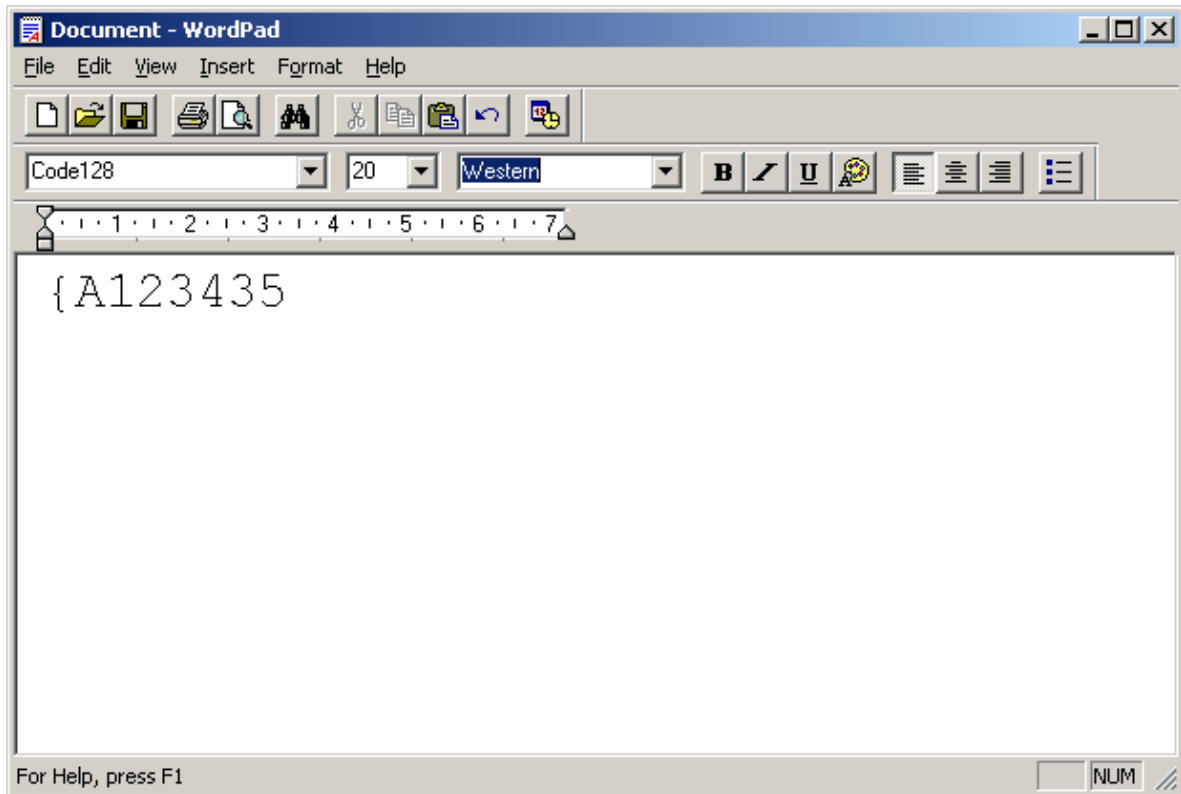 Document - WordPad
File Edit View Insert Format Help
Code128 20 Western B I U
1 2 3 4 5 6 7
{A123435
For Help, press F1 NUM